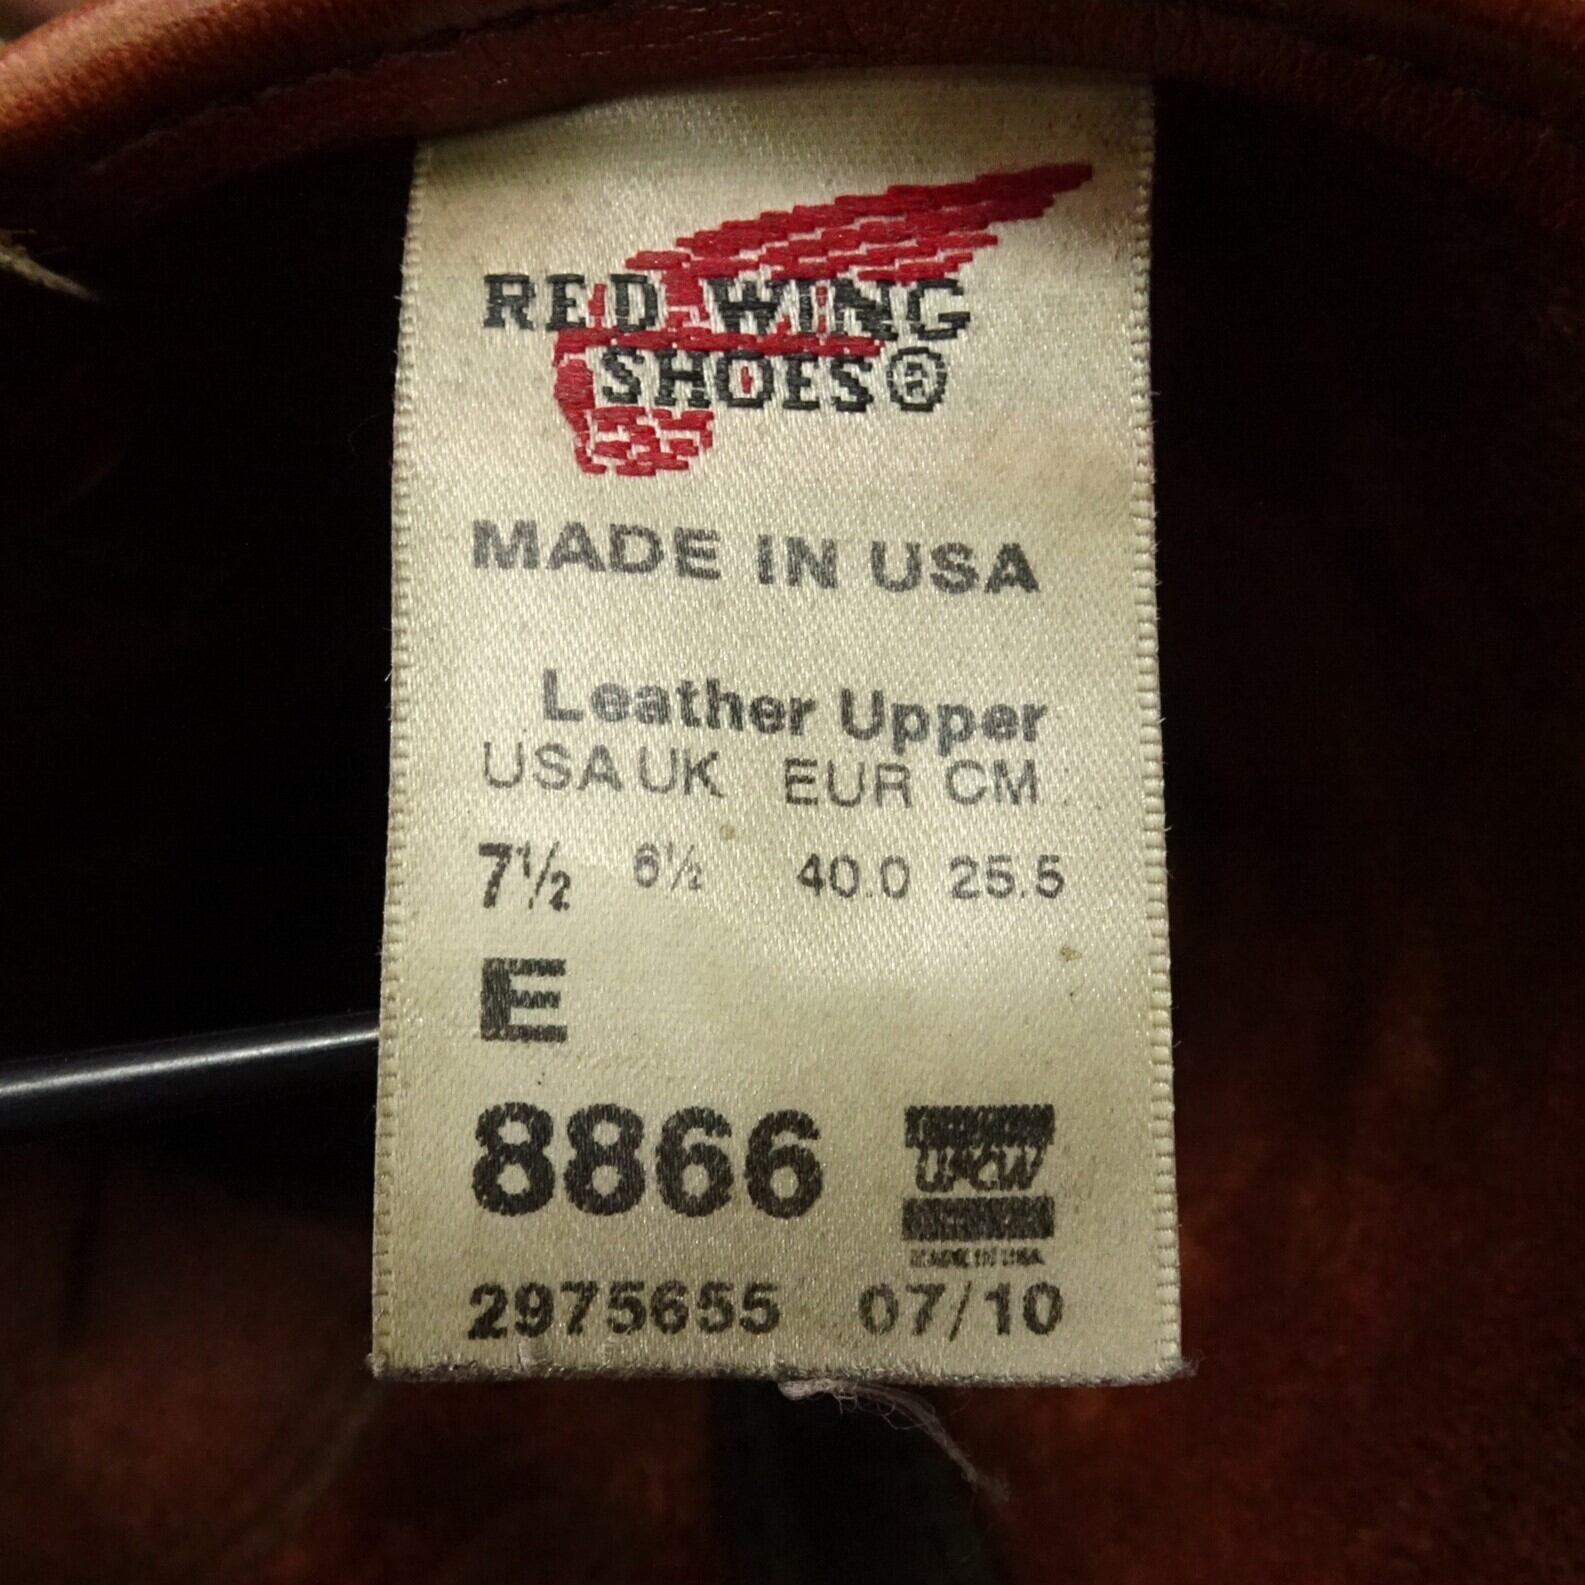 RED WING
SHOES®
MADE IN USA
Leather Upper
USA UK EUR CM
7½ 6½ 40.0 25.5
E
8866
UFCW
MADE IN USA
2975655 07/10